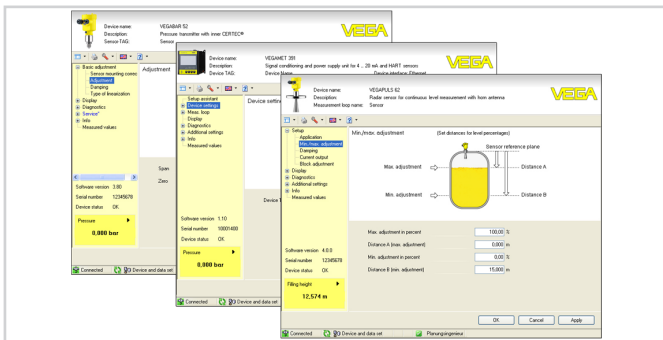 Device name: VEGABAR 52
Description: Pressure transmitter with inner CERTEC®
Sensor TAG: Sensor
VEGA
Basic adjustment
Sensor mounting correc
Adjustment
Damping
Type of linearization
Display
Diagnostics
Service"
Info
Measured values
Adjustment
Span
Zero
Software version 3.80
Serial number 12345678
Device status OK
Pressure
0,000 bar
Connected
Device and data set
Device name: VEGAMET 391
Description: Signal conditioning and power supply unit for 4 .. 20 mA and HART sensors
Device TAG: Device Name
Device interface: Ethernet
VEGA
Setup assistant
Device settings
Meas. loop
Display
Diagnostics
Additional settings
Info
Measured values
Device settin
Device T
Software version 1.10
Serial number 10001400
Device status OK
Pressure
0,000 bar
Connected
Device and data set
Device name: VEGAPULS 62
Description: Radar sensor for continuous level measurement with horn antenna
Measurement loop name: Sensor
VEGA
Setup
Application
Min./max. adjustment
Damping
Current output
Block adjustment
Display
Diagnostics
Additional settings
Info
Measured values
Min./max. adjustment (Set distances for level percentages)
Sensor reference plane
Max. adjustment
Distance A
Min. adjustment
Distance B
Max. adjustment in percent 100,00 %
Distance A (max. adjustment) 0,000 m
Min. adjustment in percent 0,00 %
Distance B (min. adjustment) 15,000 m
Software version 4.0.0
Serial number 12345678
Device status OK
Filling height
12,574 m
OK Cancel Apply
Connected
Device and data set
Planungsingenieur: